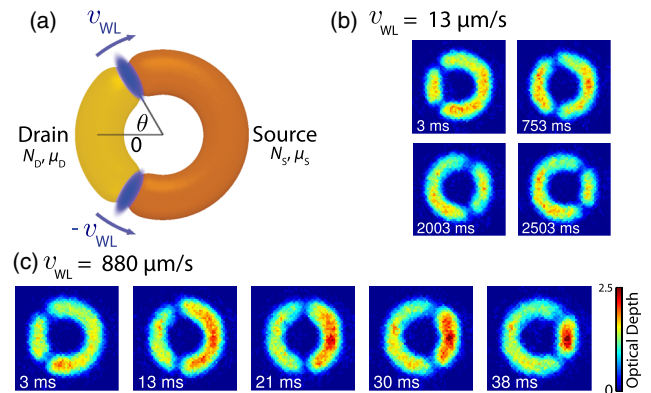 (a)
v_WL
Drain
N_D, μ_D
θ
0
Source
N_S, μ_S
- v_WL
(b) v_WL = 13 μm/s
3 ms
753 ms
2003 ms
2503 ms
(c) v_WL = 880 μm/s
3 ms
13 ms
21 ms
30 ms
38 ms
2.5
Optical Depth
0